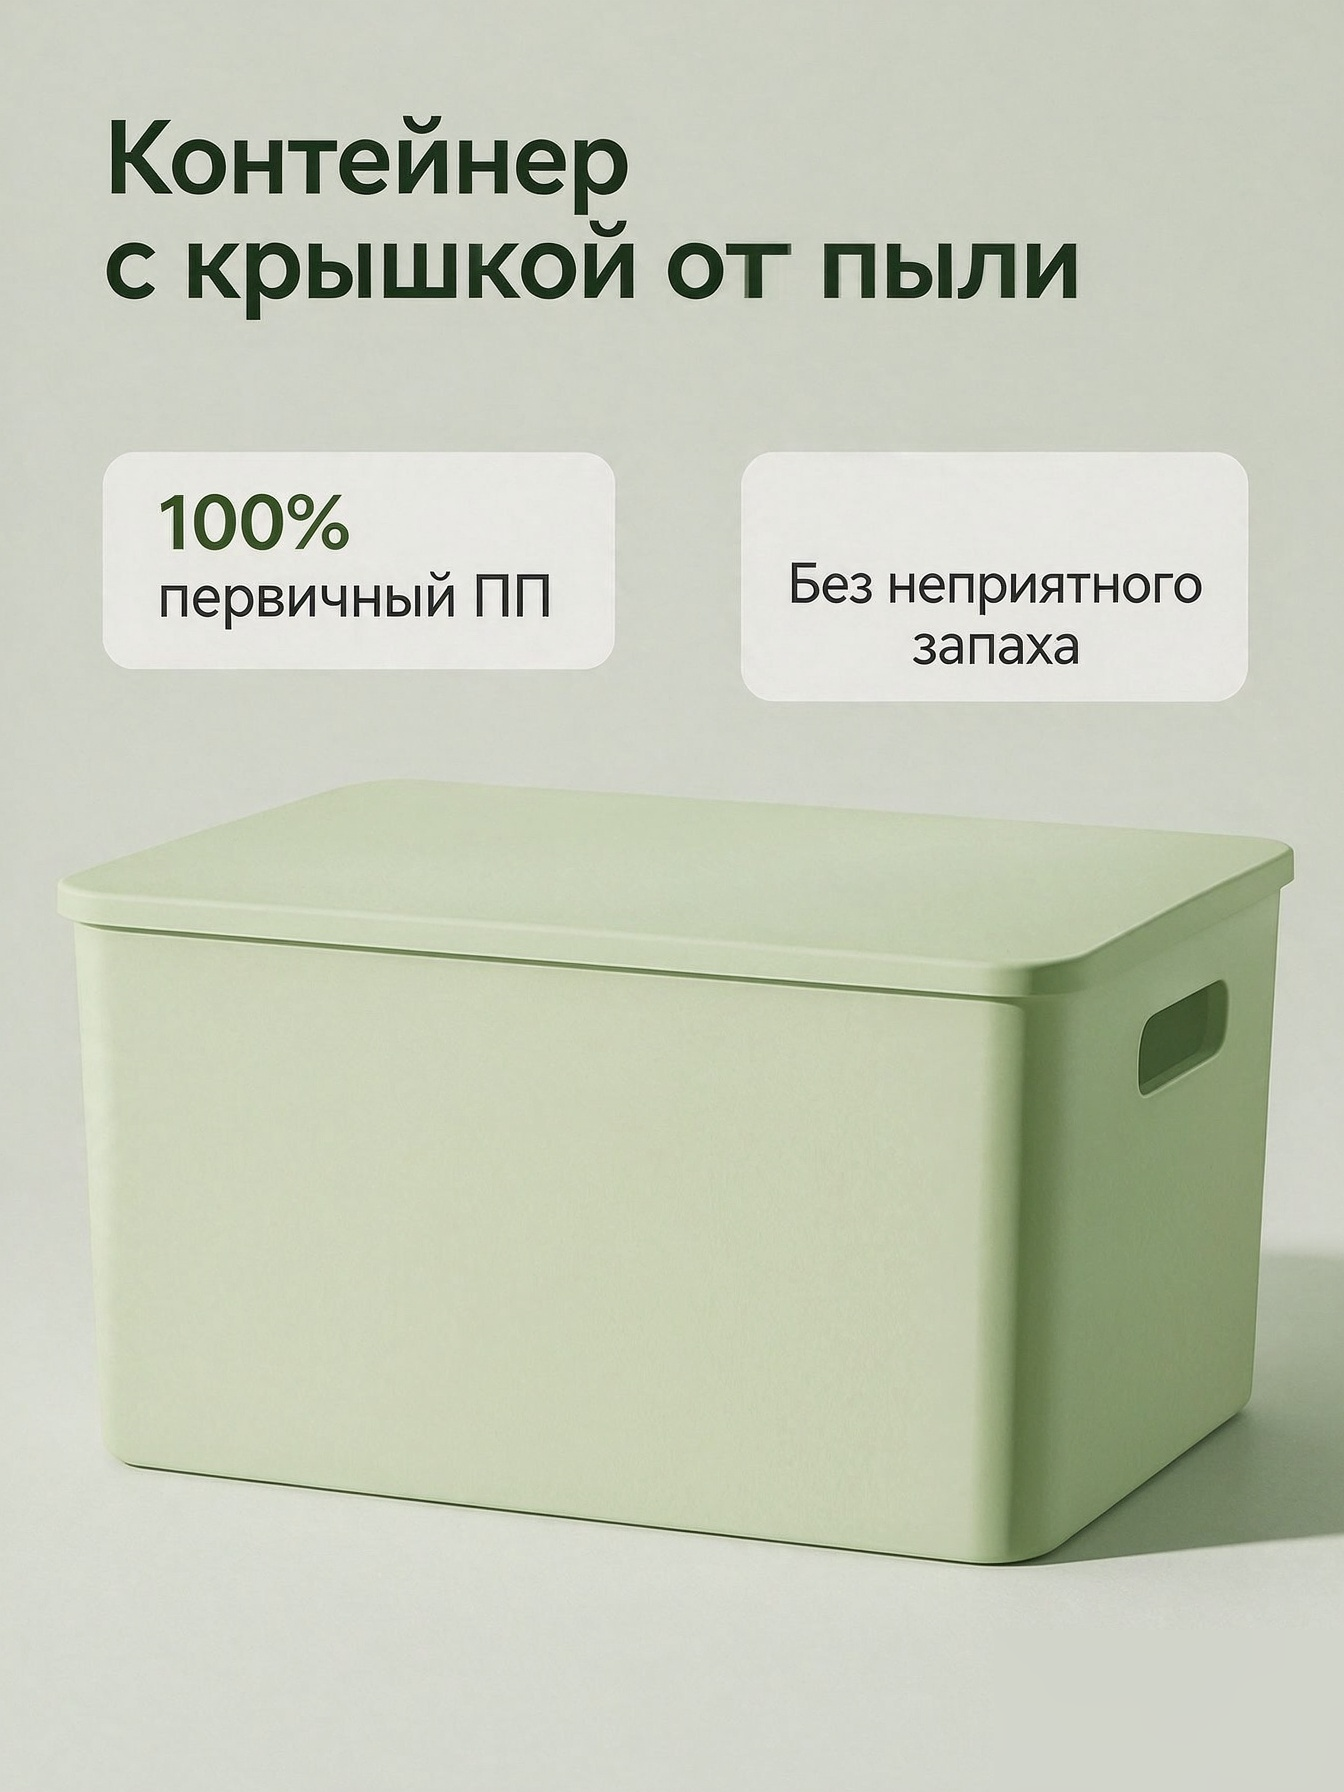 Контейнер
с крышкой от пыли
100%
первичный ПП
Без неприятного
запаха